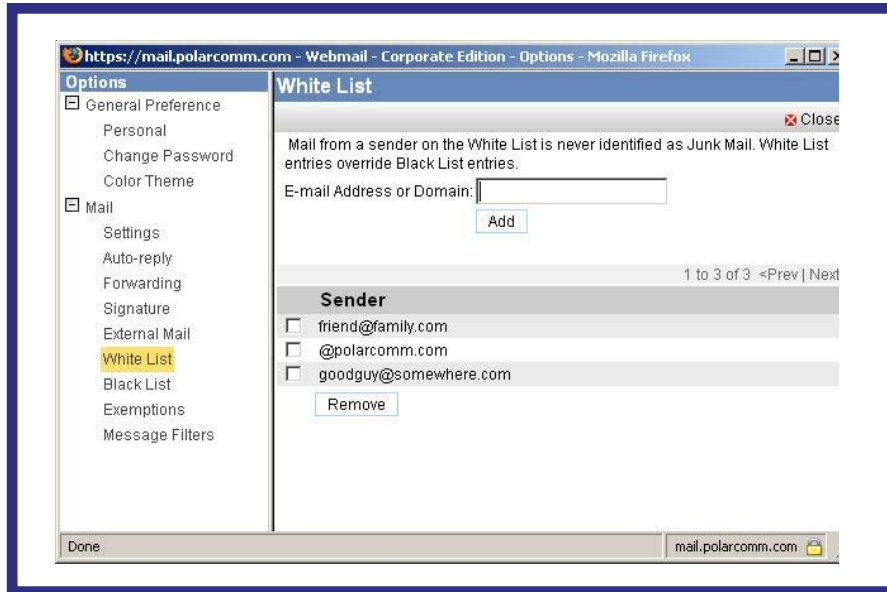 https://mail.polarcomm.com - Webmail - Corporate Edition - Options - Mozilla Firefox
Options
General Preference
Personal
Change Password
Color Theme
Mail
Settings
Auto-reply
Forwarding
Signature
External Mail
White List
Black List
Exemptions
Message Filters
White List
Close
Mail from a sender on the White List is never identified as Junk Mail. White List
entries override Black List entries.
E-mail Address or Domain:
Add
1 to 3 of 3 <Prev | Next
Sender
friend@family.com
@polarcomm.com
goodguy@somewhere.com
Remove
Done
mail.polarcomm.com